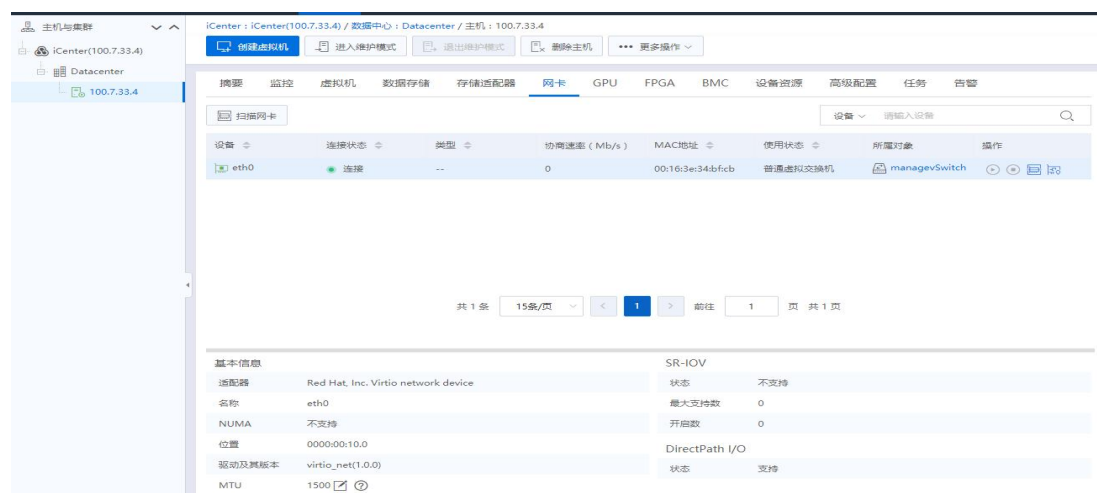 主机与集群
iCenter(100.7.33.4)
Datacenter
100.7.33.4
iCenter : iCenter(100.7.33.4) / 数据中心 : Datacenter / 主机 : 100.7.33.4
创建虚拟机 进入维护模式 退出维护模式 删除主机 ••• 更多操作
摘要 监控 虚拟机 数据存储 存储适配器 网卡 GPU FPGA BMC 设备资源 高级配置 任务 告警
扫描网卡 设备 请输入设备
设备 连接状态 类型 协商速率(Mb/s) MAC地址 使用状态 所属对象 操作
eth0 连接 -- 0 00:16:3e:34:bf:cb 普通虚拟交换机 managevSwitch
共 1 条 15条/页 < 1 > 前往 1 页 共 1 页
基本信息
适配器 Red Hat, Inc. Virtio network device
名称 eth0
NUMA 不支持
位置 0000:00:10.0
驱动及其版本 virtio_net(1.0.0)
MTU 1500
SR-IOV
状态 不支持
最大支持数 0
开启数 0
DirectPath I/O
状态 支持